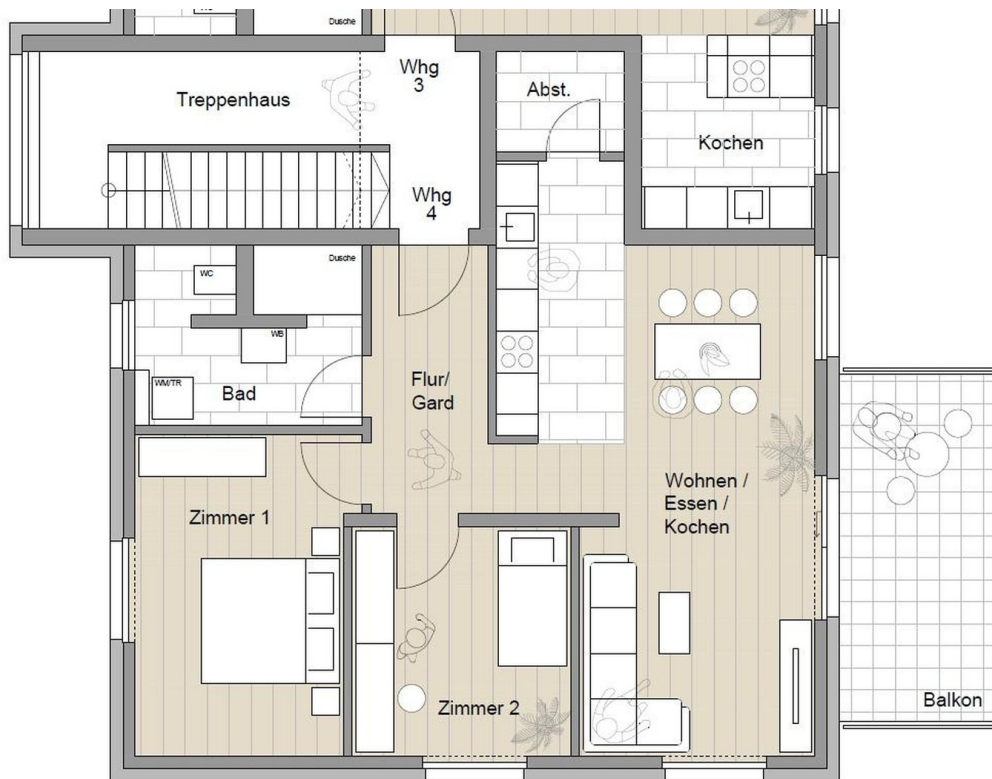 WC
Dusche
Whg
3
Treppenhaus
Abst.
Kochen
Whg
4
WC
Dusche
WB
WM/TR
Bad
Flur/
Gard
Zimmer 1
Wohnen /
Essen /
Kochen
Zimmer 2
Balkon